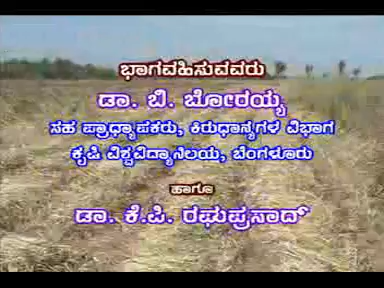 ಭಾಗವಹಿಸುವವರು
ಡಾ. ಬಿ. ಬೋರಯ್ಯ
ಸಹ ಪ್ರಾಧ್ಯಾಪಕರು, ಕಿರುಧಾನ್ಯಗಳ ವಿಭಾಗ
ಕೃಷಿ ವಿಶ್ವವಿದ್ಯಾನಿಲಯ, ಬೆಂಗಳೂರು
ಹಾಗೂ
ಡಾ. ಕೆ.ಪಿ. ರಘುಪ್ರಸಾದ್